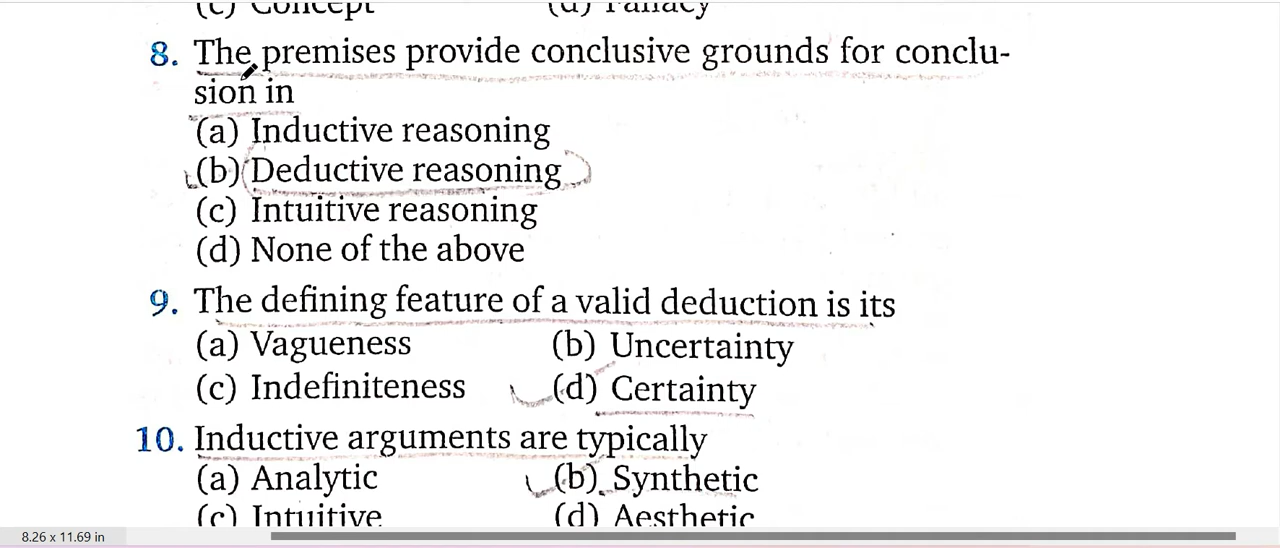 (c) Concept (d) Fallacy
8. The premises provide conclusive grounds for conclu-
sion in
(a) Inductive reasoning
(b) Deductive reasoning
(c) Intuitive reasoning
(d) None of the above
9. The defining feature of a valid deduction is its
(a) Vagueness (b) Uncertainty
(c) Indefiniteness (d) Certainty
10. Inductive arguments are typically
(a) Analytic (b) Synthetic
(c) Intuitive (d) Aesthetic
8.26 x 11.69 in